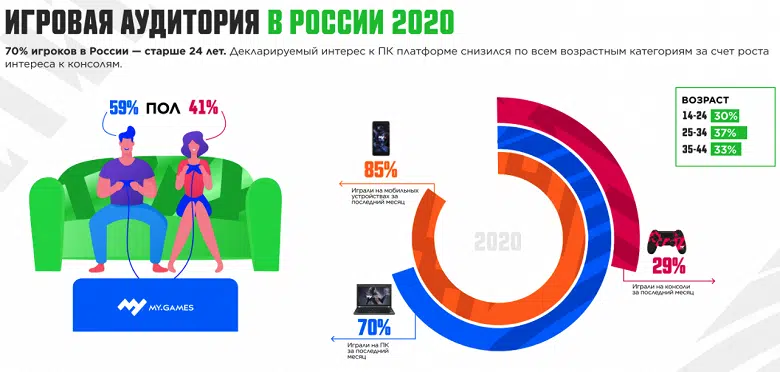 ИГРОВАЯ АУДИТОРИЯ В РОССИИ 2020
70% игроков в России — старше 24 лет. Декларируемый интерес к ПК платформе снизился по всем возрастным категориям за счет роста
интереса к консолям.
59% ПОЛ 41%
MY.GAMES
85%
Играли на мобильных
устройствах за
последний месяц
70%
Играли на ПК
за последний
месяц
2020
29%
Играли на консоли
за последний месяц
ВОЗРАСТ
14-24 30%
25-34 37%
35-44 33%